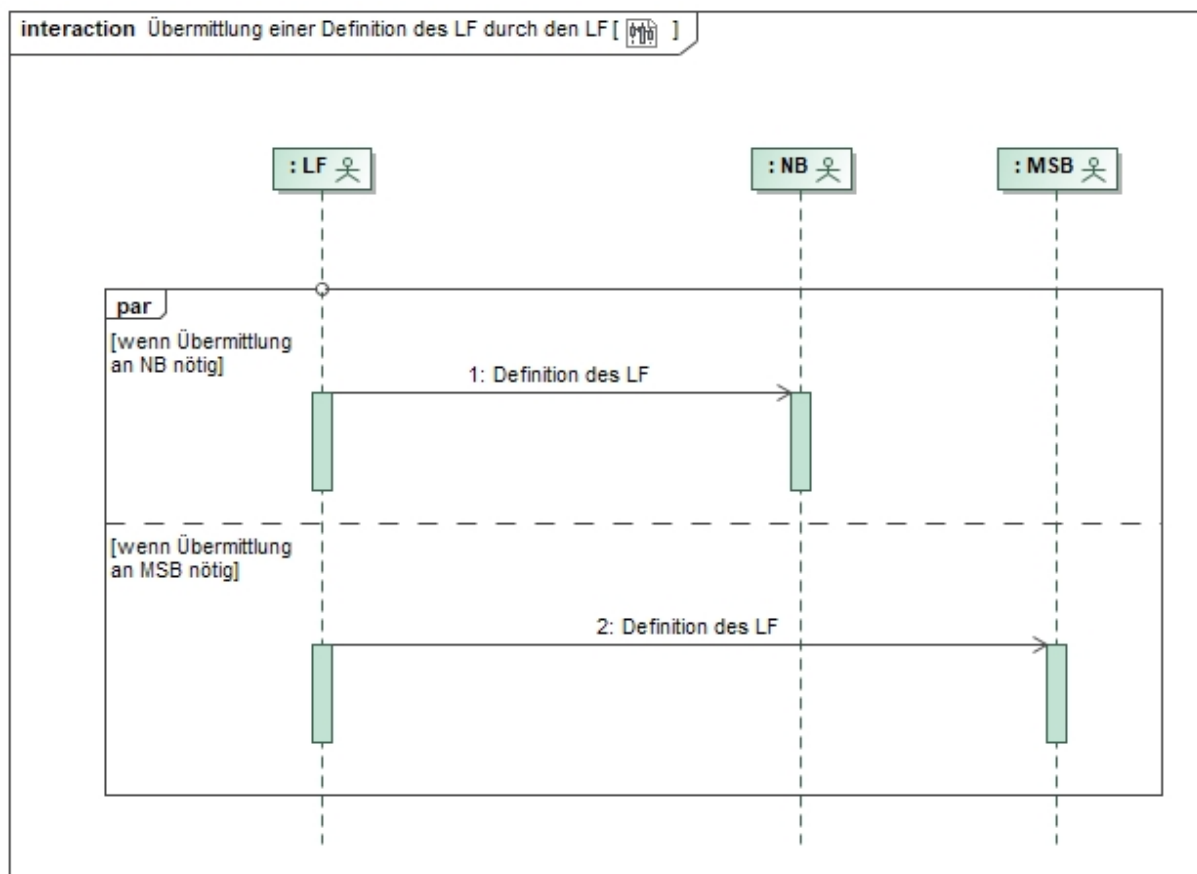 interaction Übermittlung einer Definition des LF durch den LF [ ]
: LF
: NB
: MSB
par
[wenn Übermittlung
an NB nötig]
1: Definition des LF
[wenn Übermittlung
an MSB nötig]
2: Definition des LF